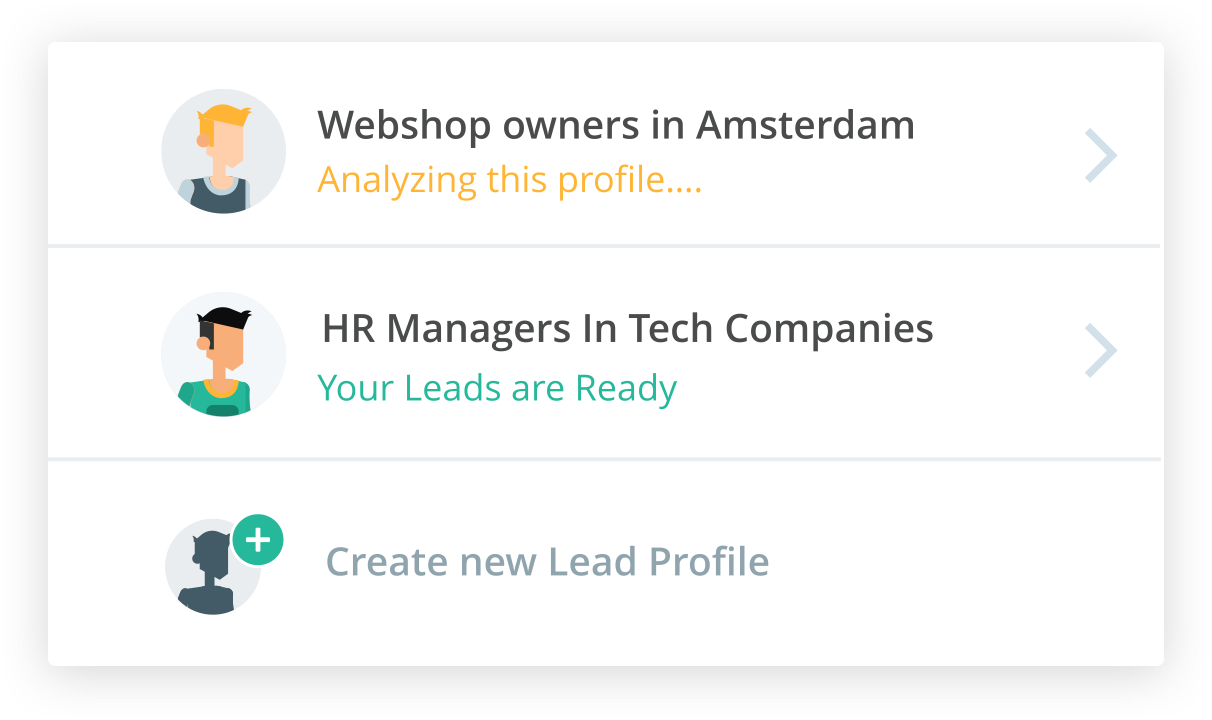 Webshop owners in Amsterdam
Analyzing this profile....
HR Managers In Tech Companies
Your Leads are Ready
Create new Lead Profile